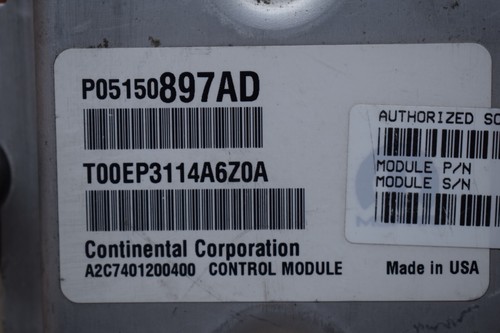 P05150897AD
T00EP3114A6Z0A
Continental Corporation
A2C7401200400 CONTROL MODULE Made in USA
AUTHORIZED
MODULE P/N
MODULE S/N